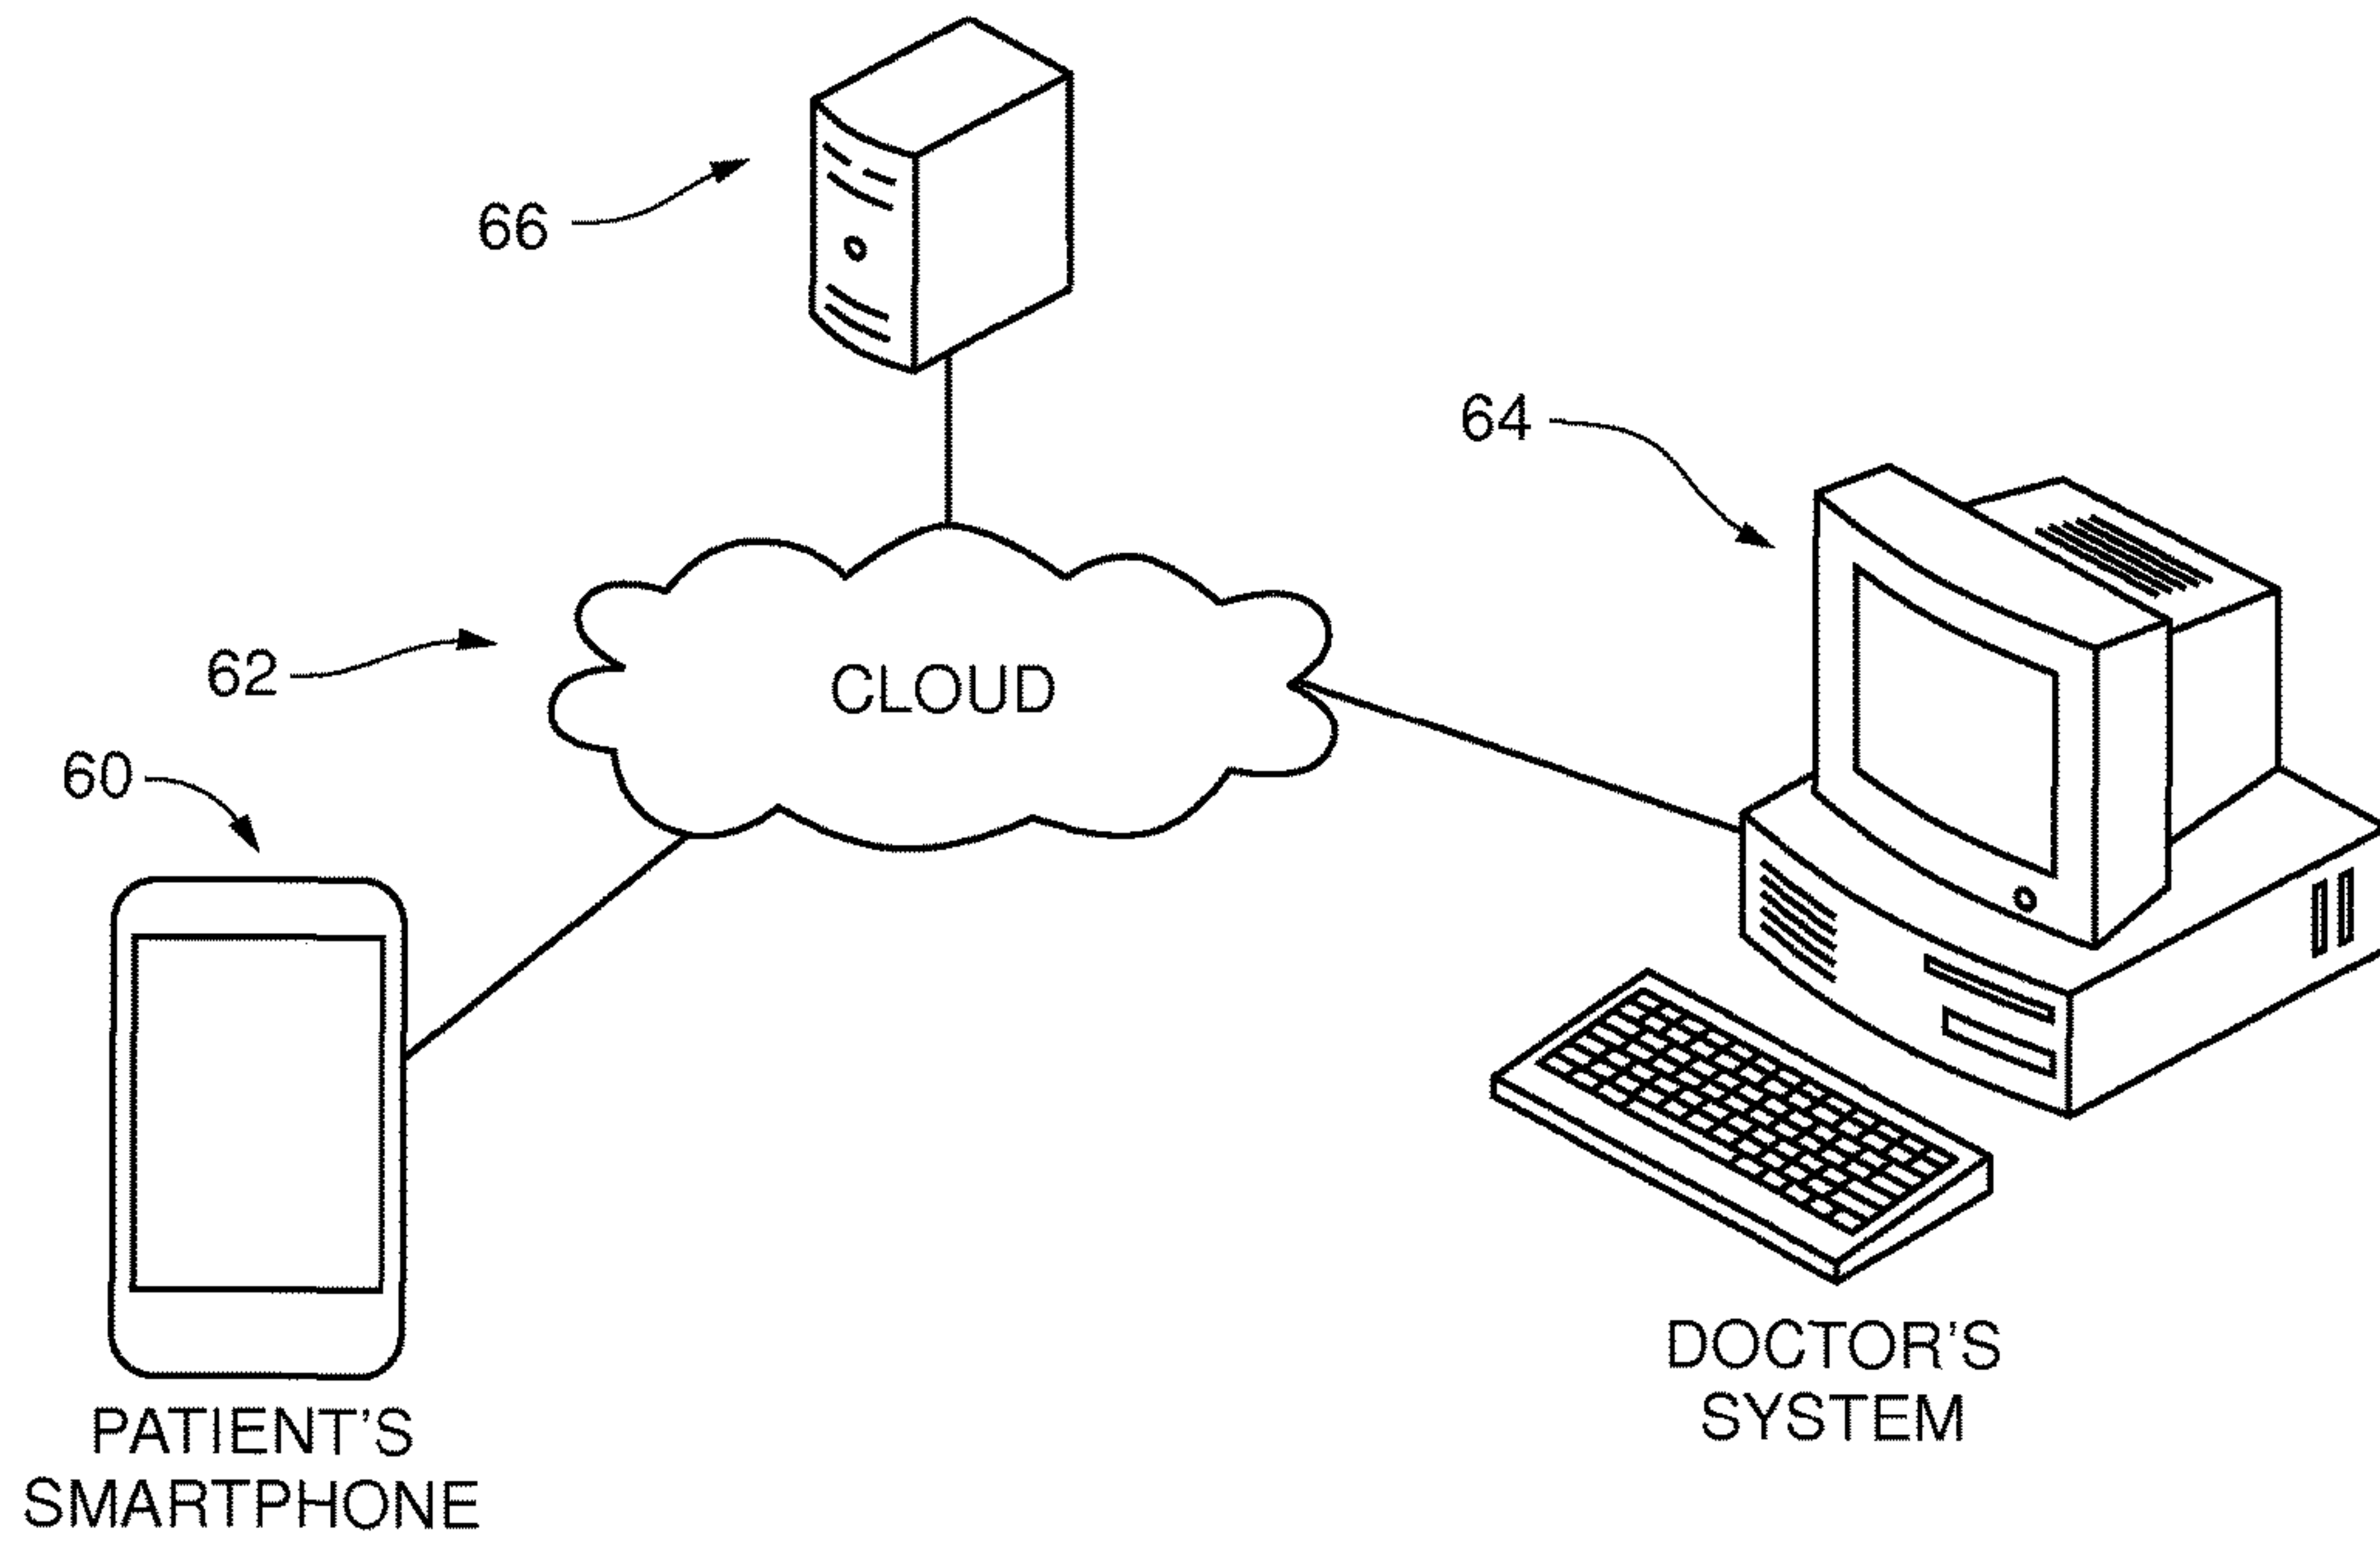 66
64
62
CLOUD
60
DOCTOR'S
SYSTEM
PATIENT'S
SMARTPHONE